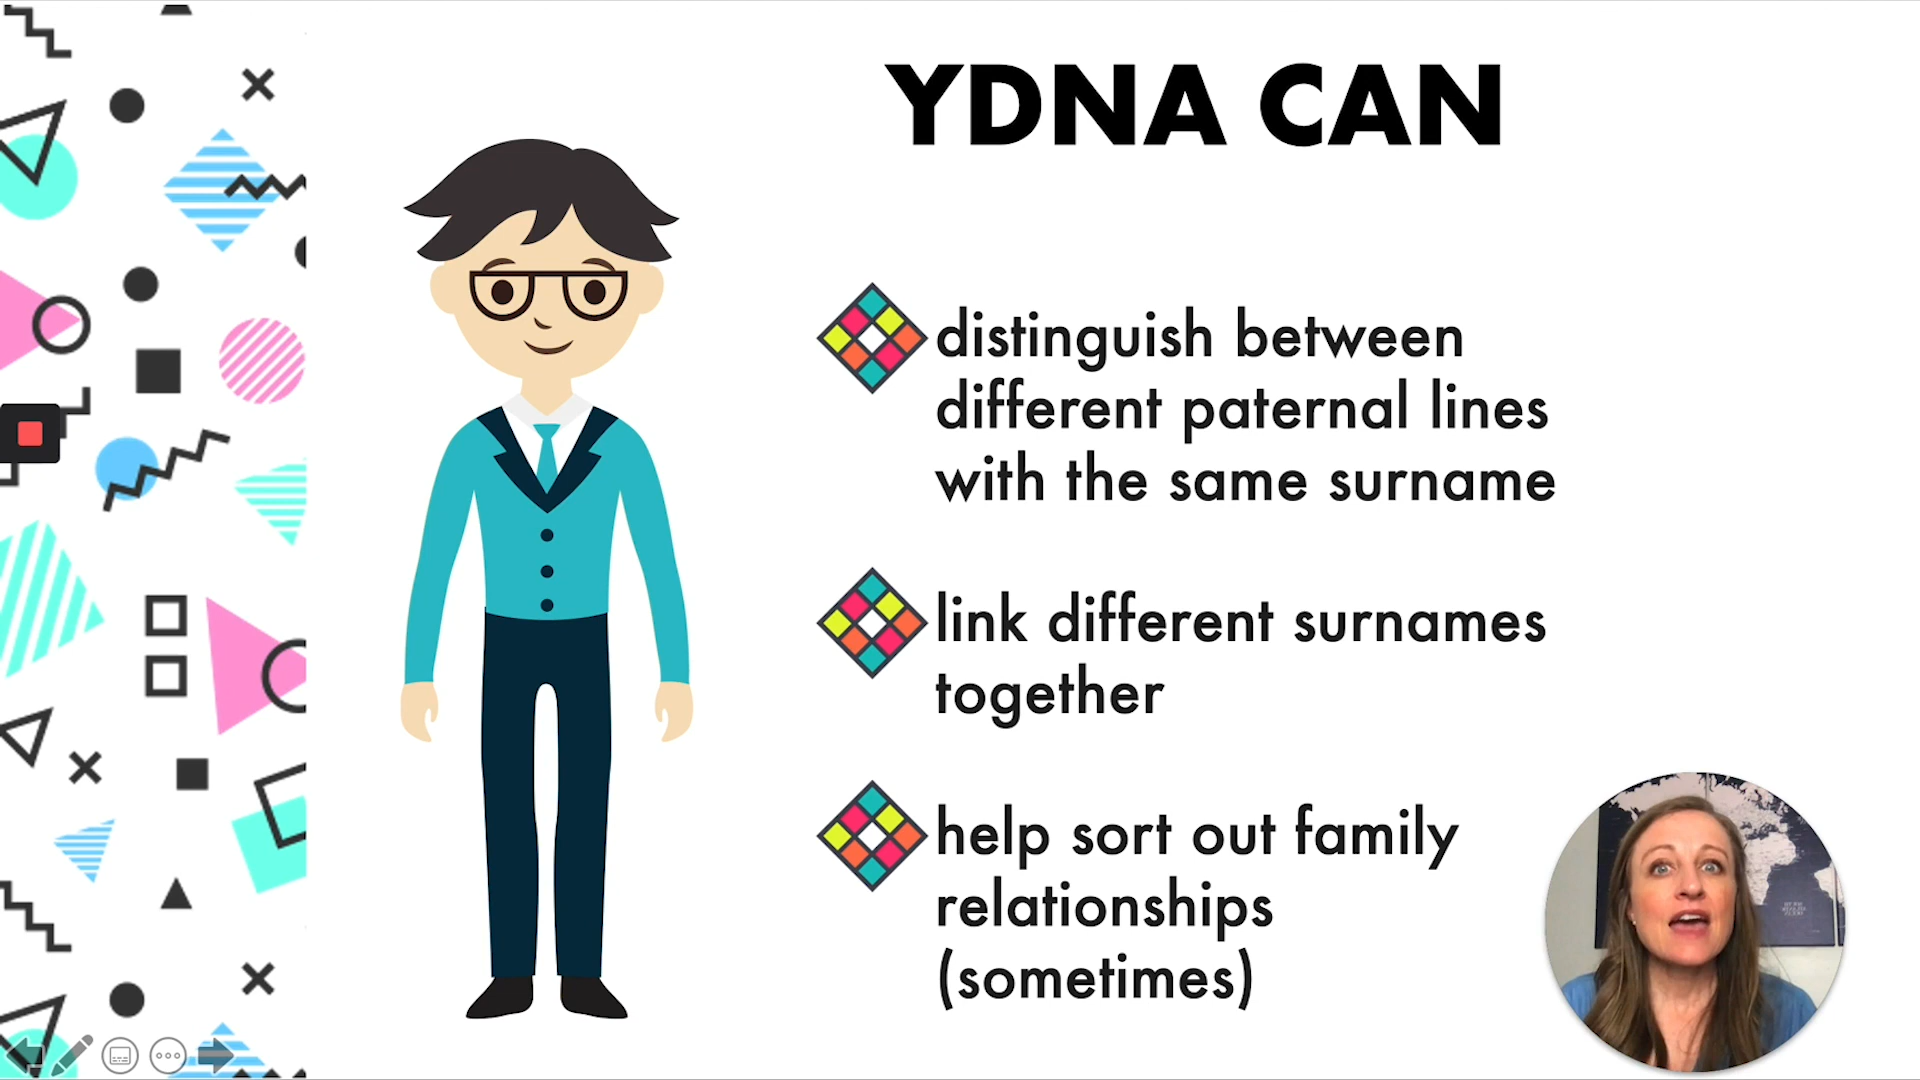 YDNA CAN
distinguish between
different paternal lines
with the same surname
link different surnames
together
help sort out family
relationships
(sometimes)